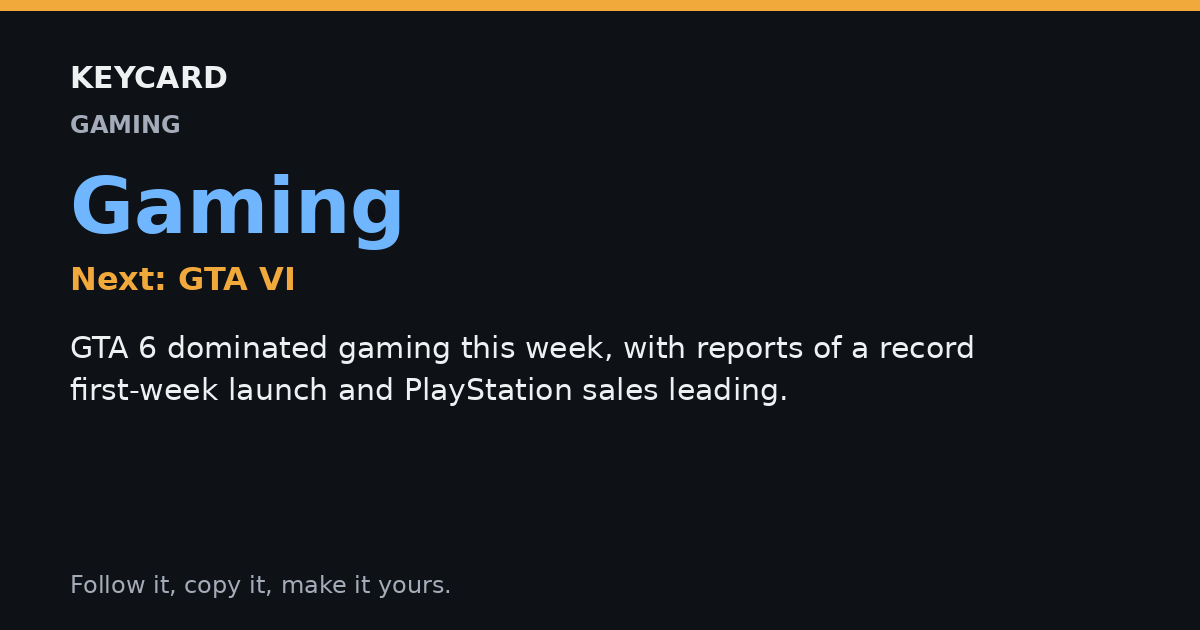 KEYCARD
GAMING
Gaming
Next: GTA VI
GTA 6 dominated gaming this week, with reports of a record
first-week launch and PlayStation sales leading.
Follow it, copy it, make it yours.